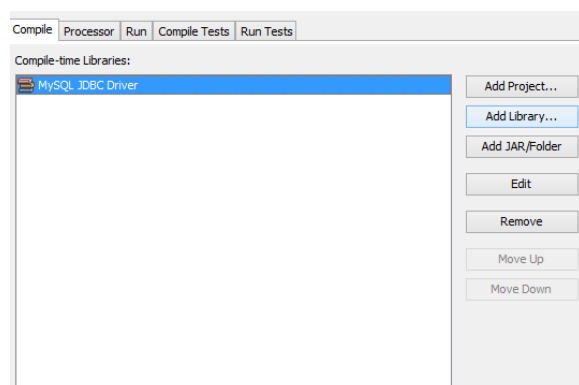 Compile Processor Run Compile Tests Run Tests
Compile-time Libraries:
MySQL JDBC Driver
Add Project...
Add Library...
Add JAR/Folder
Edit
Remove
Move Up
Move Down